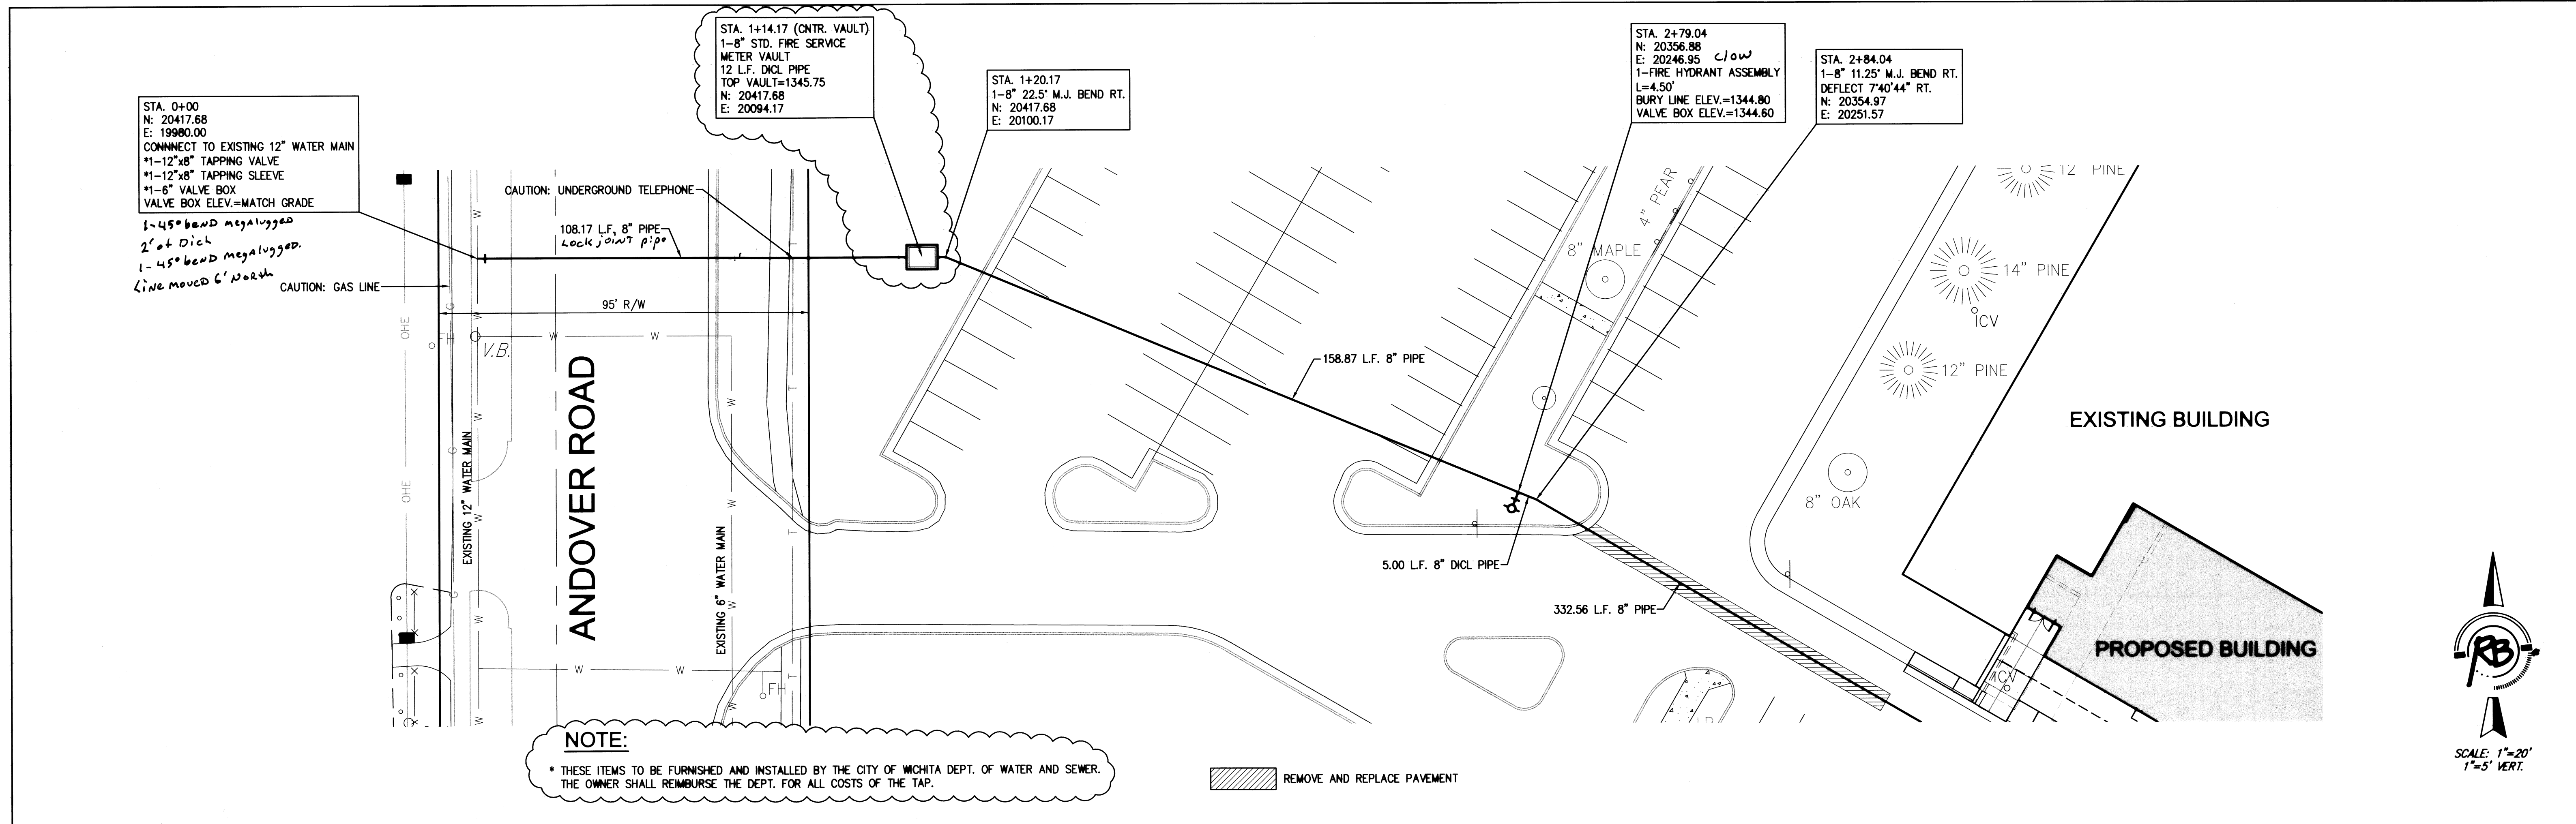 STA. 0+00
N: 20417.68
E: 19980.00
CONNNECT TO EXISTING 12" WATER MAIN
*1-12"x8" TAPPING VALVE
*1-12"x8" TAPPING SLEEVE
*1-6" VALVE BOX
VALVE BOX ELEV.=MATCH GRADE
1-45° bend megalugged
2' of Dicl
1-45° bend megalugged.
Line moved 6' North
STA. 1+14.17 (CNTR. VAULT)
1-8" STD. FIRE SERVICE
METER VAULT
12 L.F. DICL PIPE
TOP VAULT=1345.75
N: 20417.68
E: 20094.17
STA. 1+20.17
1-8" 22.5° M.J. BEND RT.
N: 20417.68
E: 20100.17
STA. 2+79.04
N: 20356.88
E: 20246.95 clow
1-FIRE HYDRANT ASSEMBLY
L=4.50'
BURY LINE ELEV.=1344.80
VALVE BOX ELEV.=1344.60
STA. 2+84.04
1-8" 11.25° M.J. BEND RT.
DEFLECT 7°40'44" RT.
N: 20354.97
E: 20251.57
CAUTION: UNDERGROUND TELEPHONE
108.17 L.F. 8" PIPE
Lock joint pipe
CAUTION: GAS LINE
95' R/W
OHE
OHE
FH
V.B.
W
W
W
W
W
W
W
W
W
W
W
W
G
G
G
T
T
T
T
EXISTING 12" WATER MAIN
ANDOVER ROAD
EXISTING 6" WATER MAIN
FH
158.87 L.F. 8" PIPE
5.00 L.F. 8" DICL PIPE
332.56 L.F. 8" PIPE
4" PEAR
8" MAPLE
12" PINE
14" PINE
ICV
12" PINE
8" OAK
EXISTING BUILDING
PROPOSED BUILDING
ICV
NOTE:
* THESE ITEMS TO BE FURNISHED AND INSTALLED BY THE CITY OF WICHITA DEPT. OF WATER AND SEWER.
THE OWNER SHALL REIMBURSE THE DEPT. FOR ALL COSTS OF THE TAP.
REMOVE AND REPLACE PAVEMENT
RB
SCALE: 1"=20'
1"=5' VERT.